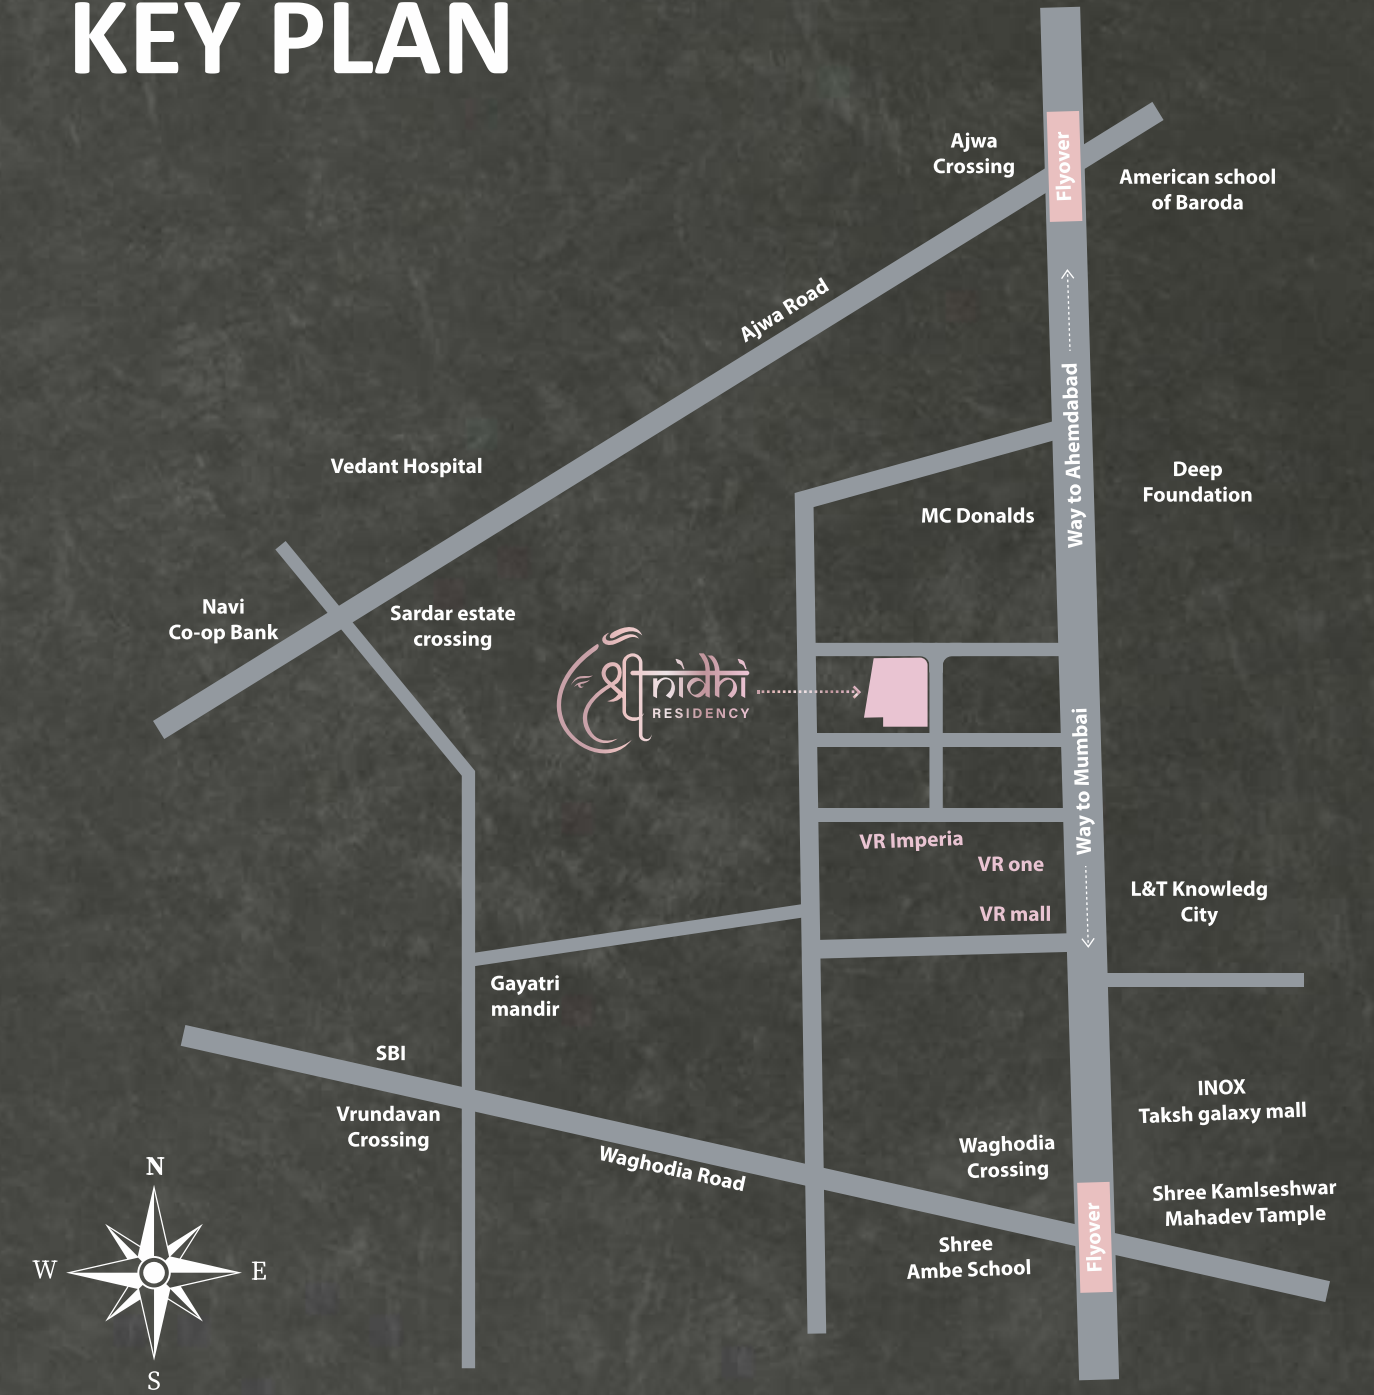 KEY PLAN
Ajwa
Crossing
Flyover
American school
of Baroda
Ajwa Road
Way to Ahemdabad
Vedant Hospital
Deep
Foundation
MC Donalds
Navi
Co-op Bank
Sardar estate
crossing
श्रीnidhi
RESIDENCY
Way to Mumbai
VR Imperia
VR one
VR mall
L&T Knowledg
City
Gayatri
mandir
SBI
Vrundavan
Crossing
Waghodia Road
INOX
Taksh galaxy mall
Waghodia
Crossing
Shree Kamlseshwar
Mahadev Tample
Flyover
Shree
Ambe School
N
W
E
S